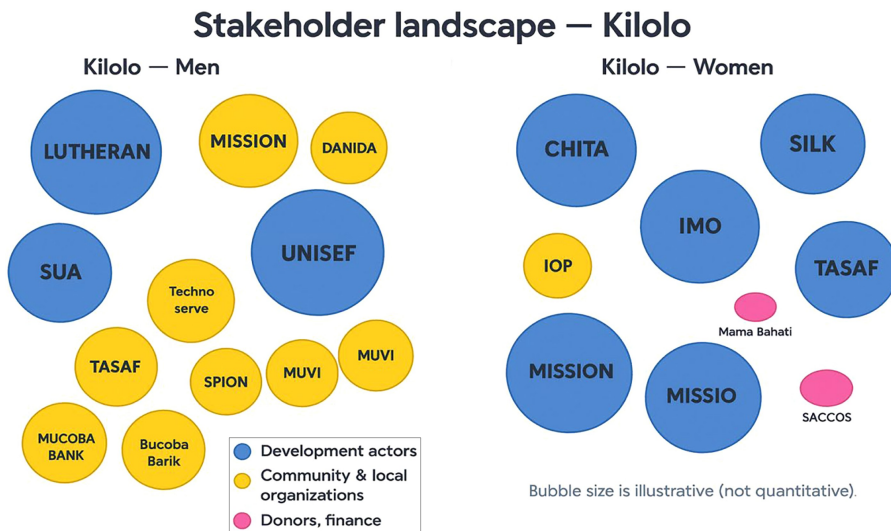 Stakeholder landscape — Kilolo
Kilolo — Men
LUTHERAN
MISSION
DANIDA
SUA
UNISEF
Techno
serve
TASAF
SPION
MUVI
MUVI
MUCOBA
BANK
Bucoba
Barik
Development actors
Community & local
organizations
Donors, finance
Kilolo — Women
CHITA
SILK
IMO
IOP
TASAF
Mama Bahati
MISSION
MISSIO
SACCOS
Bubble size is illustrative (not quantitative).